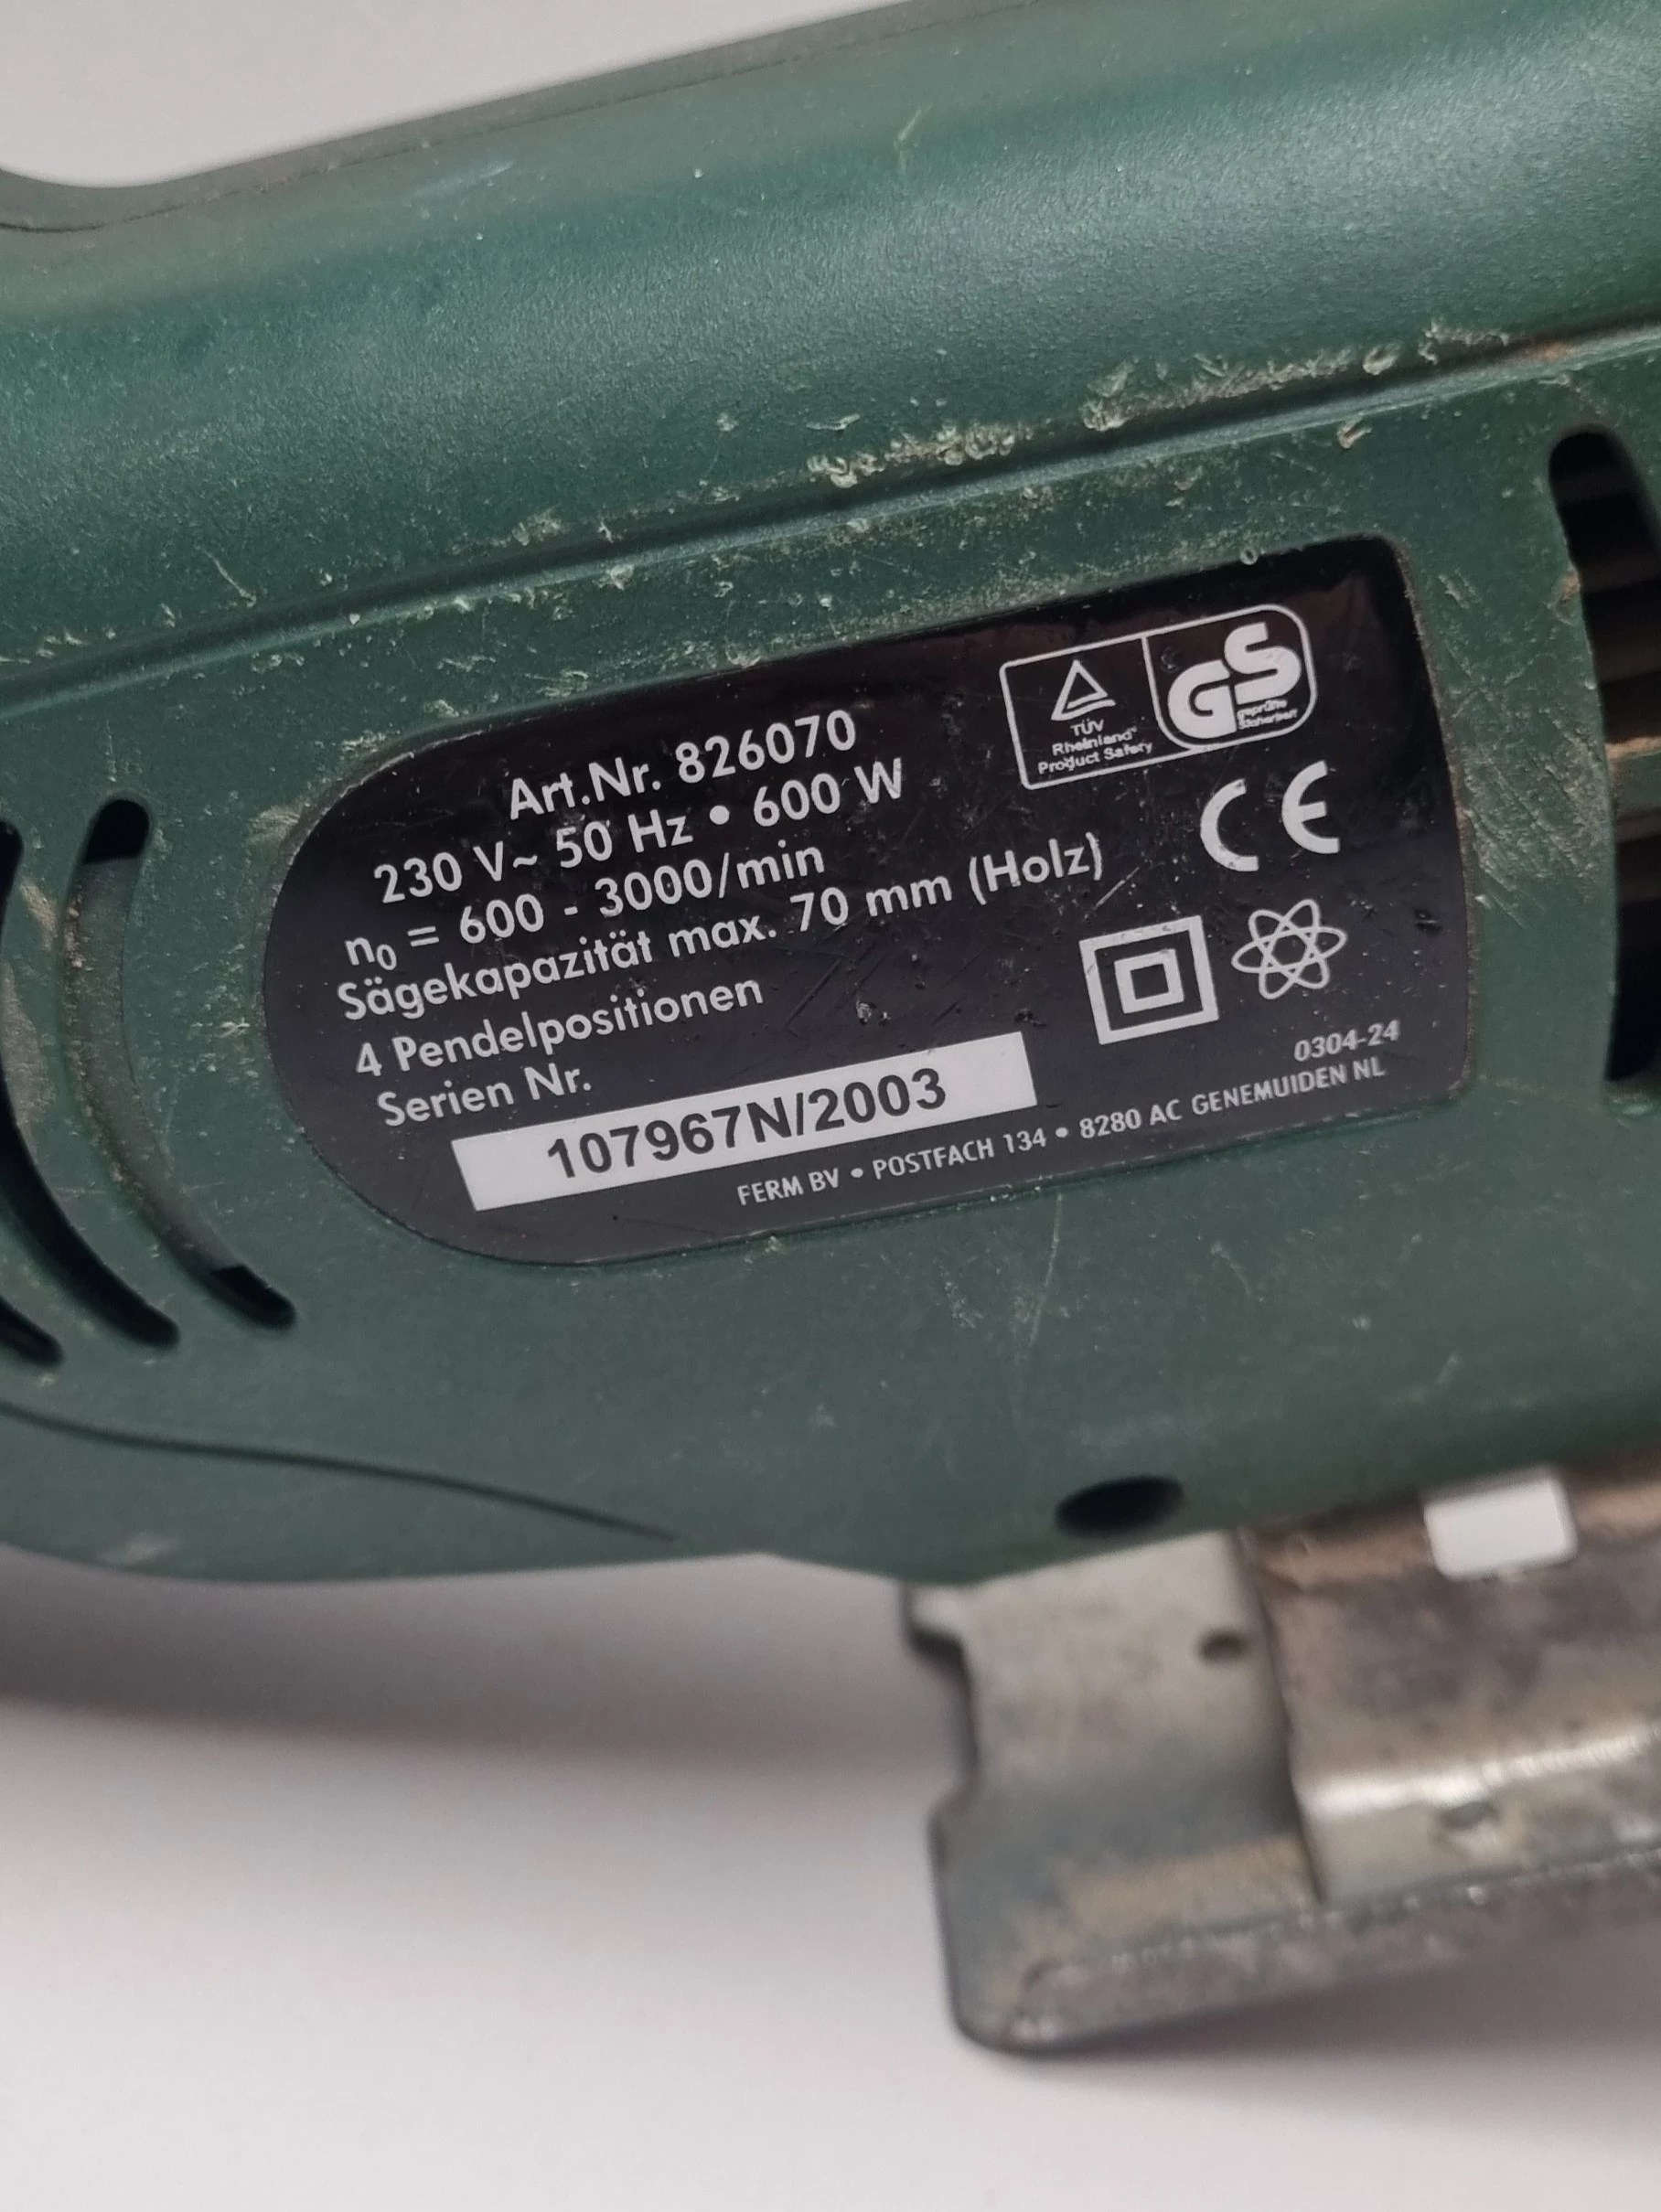 Art.Nr. 826070
230 V~ 50 Hz • 600 W
n₀ = 600 - 3000/min
Sägekapazität max. 70 mm (Holz)
4 Pendelpositionen
Serien Nr.
107967N/2003
FERM BV • POSTFACH 134 • 8280 AC GENEMUIDEN NL
0304-24
TÜV
Rheinland
Product Safety
GS
geprüfte
Sicherheit
CE